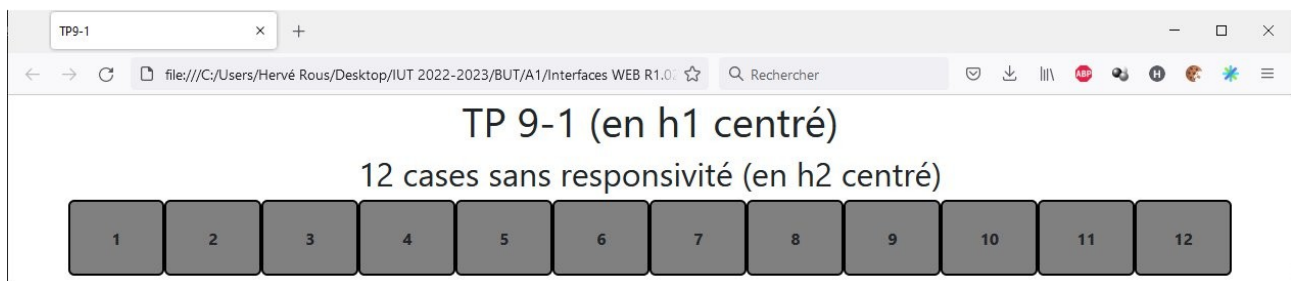 TP9-1
file:///C:/Users/Hervé Rous/Desktop/IUT 2022-2023/BUT/A1/Interfaces WEB R1.02
Rechercher
ABP
H
TP 9-1 (en h1 centré)
12 cases sans responsivité (en h2 centré)
1 2 3 4 5 6 7 8 9 10 11 12